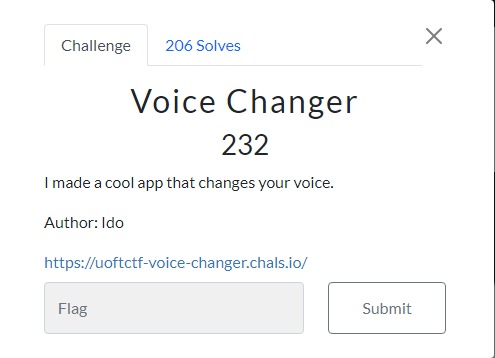 Challenge 206 Solves
Voice Changer
232
I made a cool app that changes your voice.
Author: Ido
https://uoftctf-voice-changer.chals.io/
Flag Submit